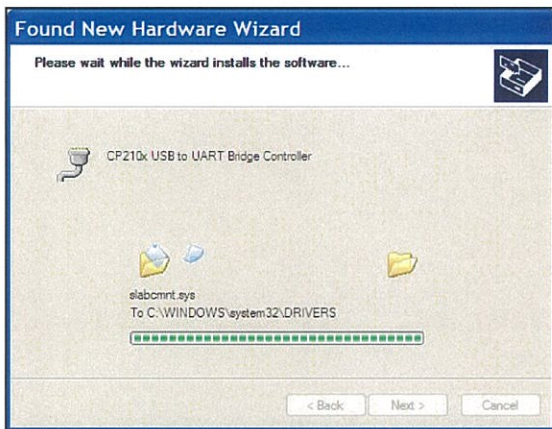 Found New Hardware Wizard
Please wait while the wizard installs the software...
CP210x USB to UART Bridge Controller
slabcmnt.sys
To C:\WINDOWS\system32\DRIVERS
< Back Next > Cancel